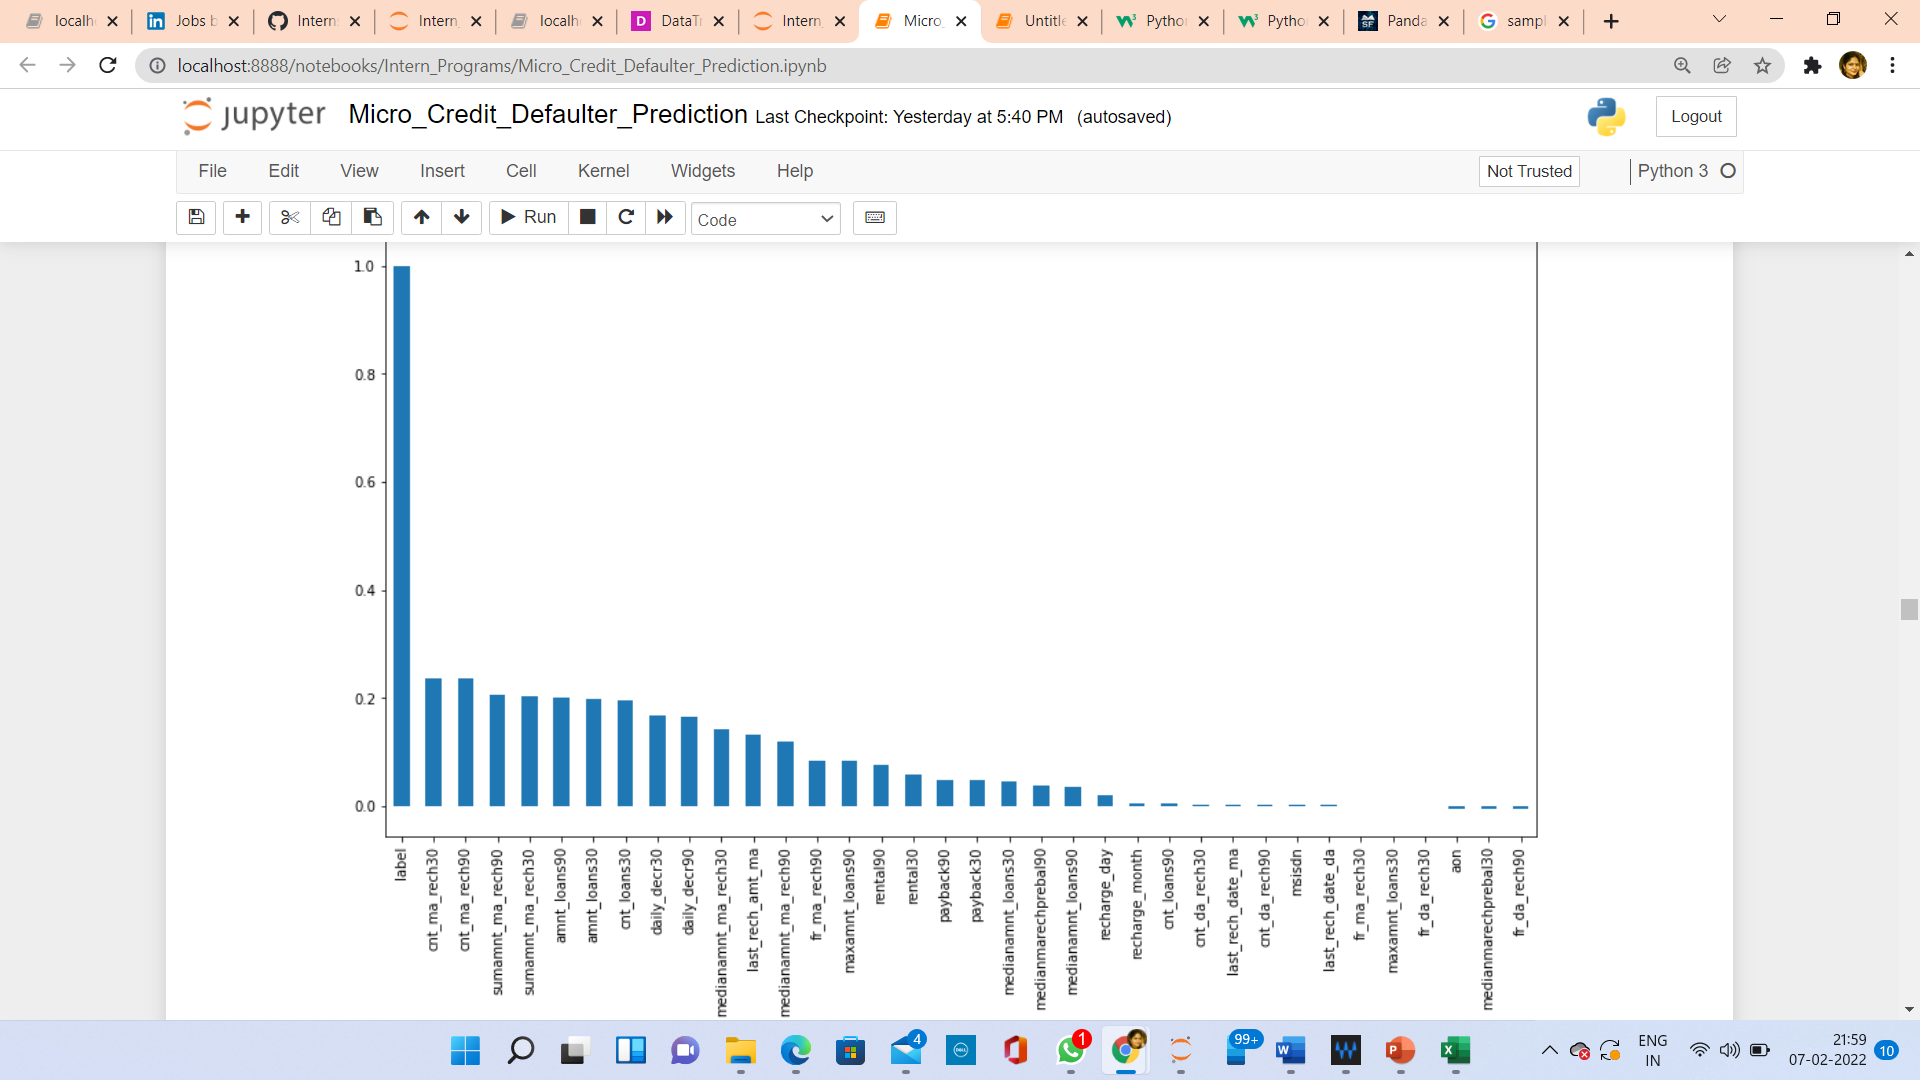 localh Jobs b Intern Intern localh DataTr Intern Micro_ Untitle Python Pytho Panda sampl
localhost:8888/notebooks/Intern_Programs/Micro_Credit_Defaulter_Prediction.ipynb
jupyter Micro_Credit_Defaulter_Prediction Last Checkpoint: Yesterday at 5:40 PM (autosaved) Logout
File Edit View Insert Cell Kernel Widgets Help Not Trusted Python 3
Run Code
1.0
0.8
0.6
0.4
0.2
0.0
label
cnt_ma_rech30
cnt_ma_rech90
sumamnt_ma_rech90
sumamnt_ma_rech30
amnt_loans90
amnt_loans30
cnt_loans30
daily_decr30
daily_decr90
medianamnt_ma_rech30
last_rech_amt_ma
medianamnt_ma_rech90
fr_ma_rech90
maxamnt_loans90
rental90
rental30
payback90
payback30
medianamnt_loans30
medianmarechprebal90
medianamnt_loans90
recharge_day
recharge_month
cnt_loans90
cnt_da_rech30
last_rech_date_ma
cnt_da_rech90
msisdn
last_rech_date_da
fr_ma_rech30
maxamnt_loans30
fr_da_rech30
aon
medianmarechprebal30
fr_da_rech90
4 DELL 1 99+ W P X
ENG
IN
21:59
07-02-2022
10